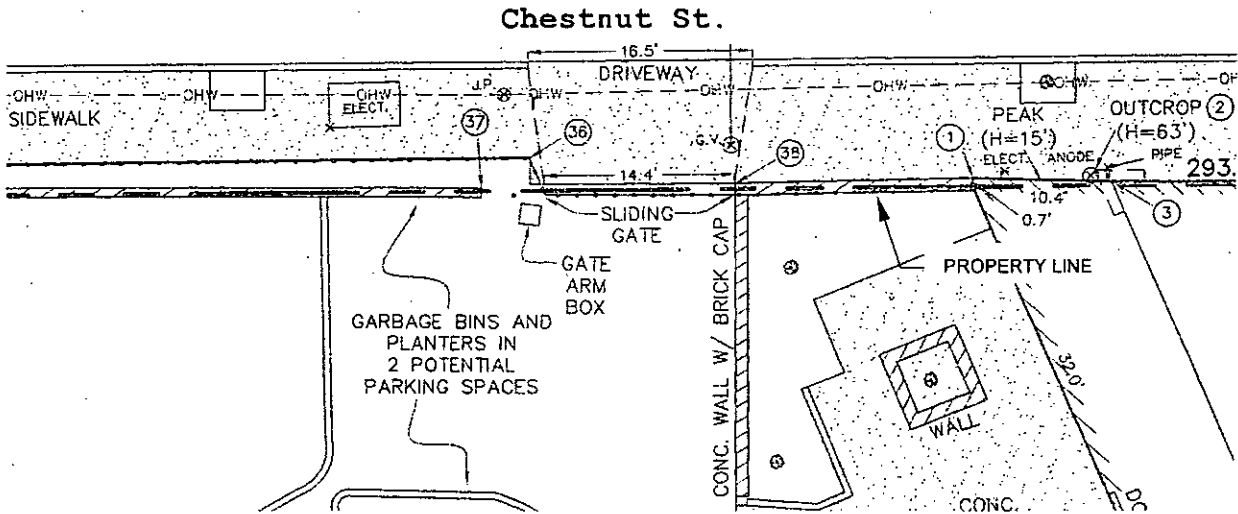 Chestnut St.
16.5'
DRIVEWAY
OHW OHW OHW OHW OHW OHW OH
J.P.
ELECT.
SIDEWALK
37
36
G.V.
38
1
PEAK
(H=15')
OUTCROP 2
(H=63')
ELECT. ANODE PIPE
293.
14.4'
10.4'
0.7'
3
SLIDING
GATE
GATE
ARM
BOX
PROPERTY LINE
GARBAGE BINS AND
PLANTERS IN
2 POTENTIAL
PARKING SPACES
CONC. WALL W/ BRICK CAP
WALL
32.0'
CONC.